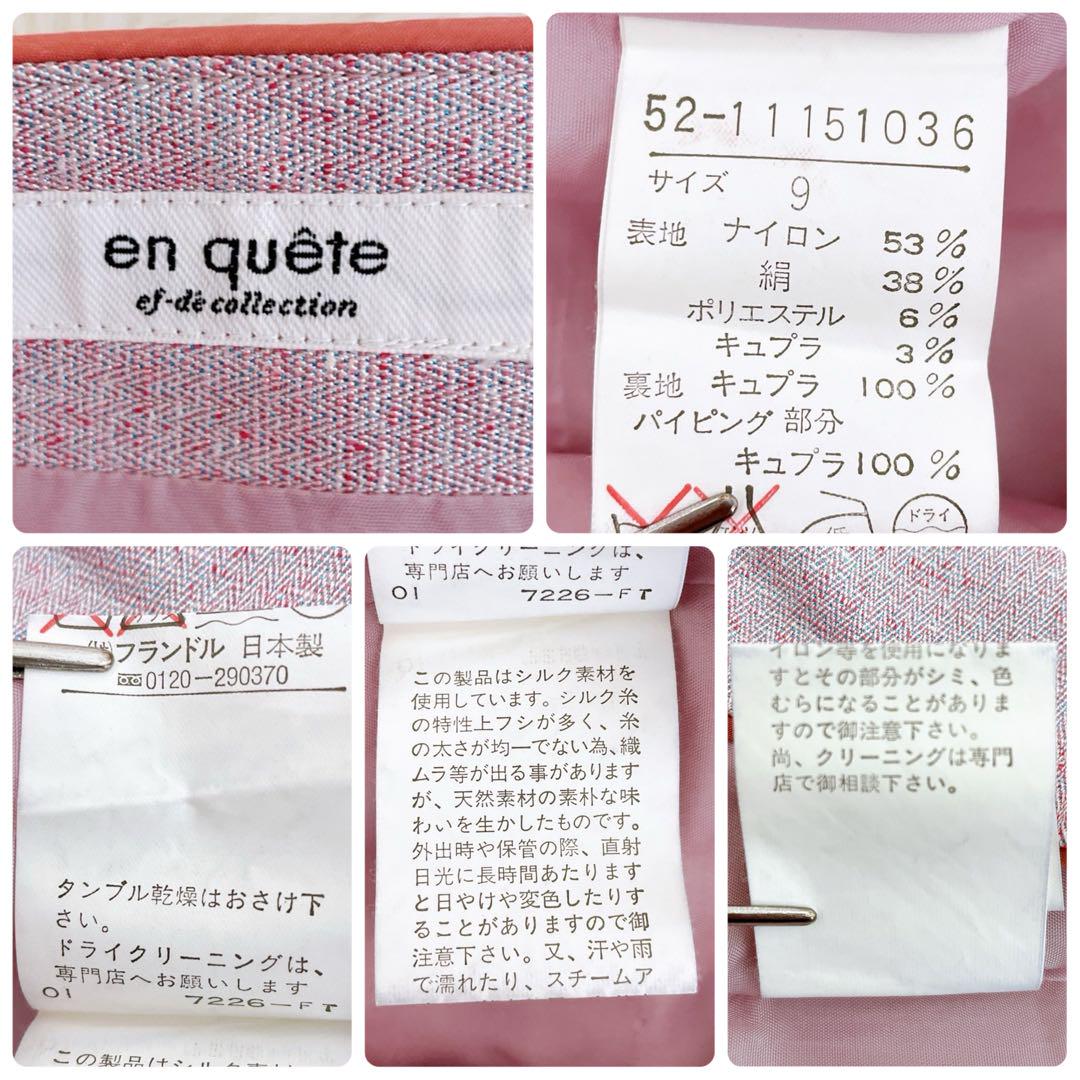 en quête
ef-dê collection
52-11151036
サイズ 9
表地 ナイロン 53%
絹 38%
ポリエステル 6%
キュプラ 3%
裏地 キュプラ 100%
パイピング部分
キュプラ100%
ドライ
㈱フランドル 日本製
0120-290370
タンブル乾燥はおさけ下
さい。
ドライクリーニングは、
専門店へお願いします
01 7226-FT
この製品はシルク素材
ドライクリーニングは、
専門店へお願いします
01 7226-FT
この製品はシルク素材を
使用しています。シルク糸
の特性上フシが多く、糸
の太さが均一でない為、織
ムラ等が出る事があります
が、天然素材の素朴な味
わいを生かしたものです。
外出時や保管の際、直射
日光に長時間あたります
と日やけや変色したりす
ることがありますので御
注意下さい。又、汗や雨
で濡れたり、スチームア
イロン等を使用になりま
すとその部分がシミ、色
むらになることがありま
すので御注意下さい。
尚、クリーニングは専門
店で御相談下さい。